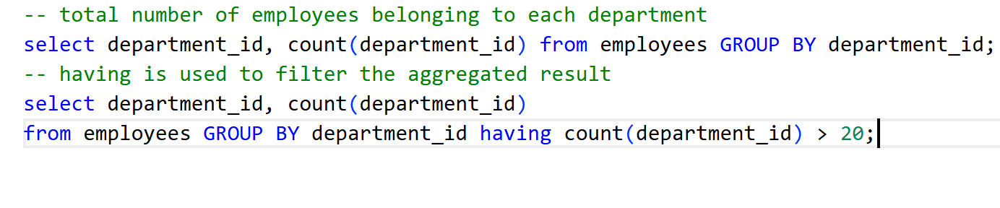 -- total number of employees belonging to each department
select department_id, count(department_id) from employees GROUP BY department_id;
-- having is used to filter the aggregated result
select department_id, count(department_id)
from employees GROUP BY department_id having count(department_id) > 20;